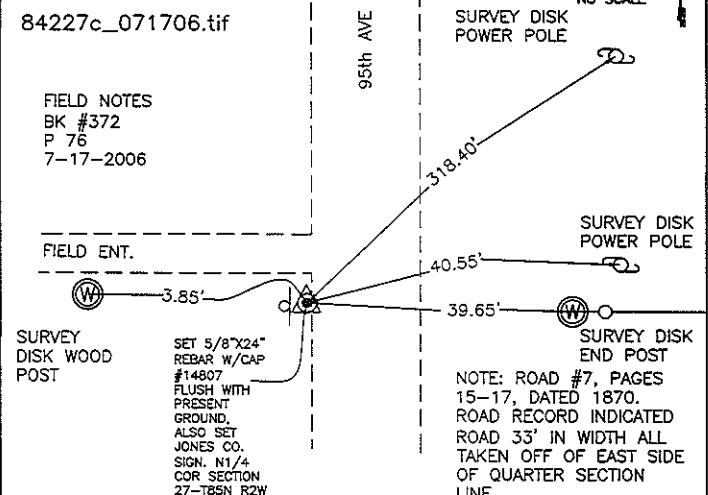 84227c_071706.tif
95th AVE
NO SCALE
SURVEY DISK
POWER POLE
FIELD NOTES
BK #372
P 76
7-17-2006
318.40'
SURVEY DISK
POWER POLE
FIELD ENT.
40.55'
W
3.85'
39.65'
W
SURVEY
DISK WOOD
POST
SURVEY DISK
END POST
SET 5/8"X24"
REBAR W/CAP
#14807
FLUSH WITH
PRESENT
GROUND,
ALSO SET
JONES CO.
SIGN. N1/4
COR SECTION
27-T85N R2W
NOTE: ROAD #7, PAGES
15-17, DATED 1870.
ROAD RECORD INDICATED
ROAD 33' IN WIDTH ALL
TAKEN OFF OF EAST SIDE
OF QUARTER SECTION
LINE